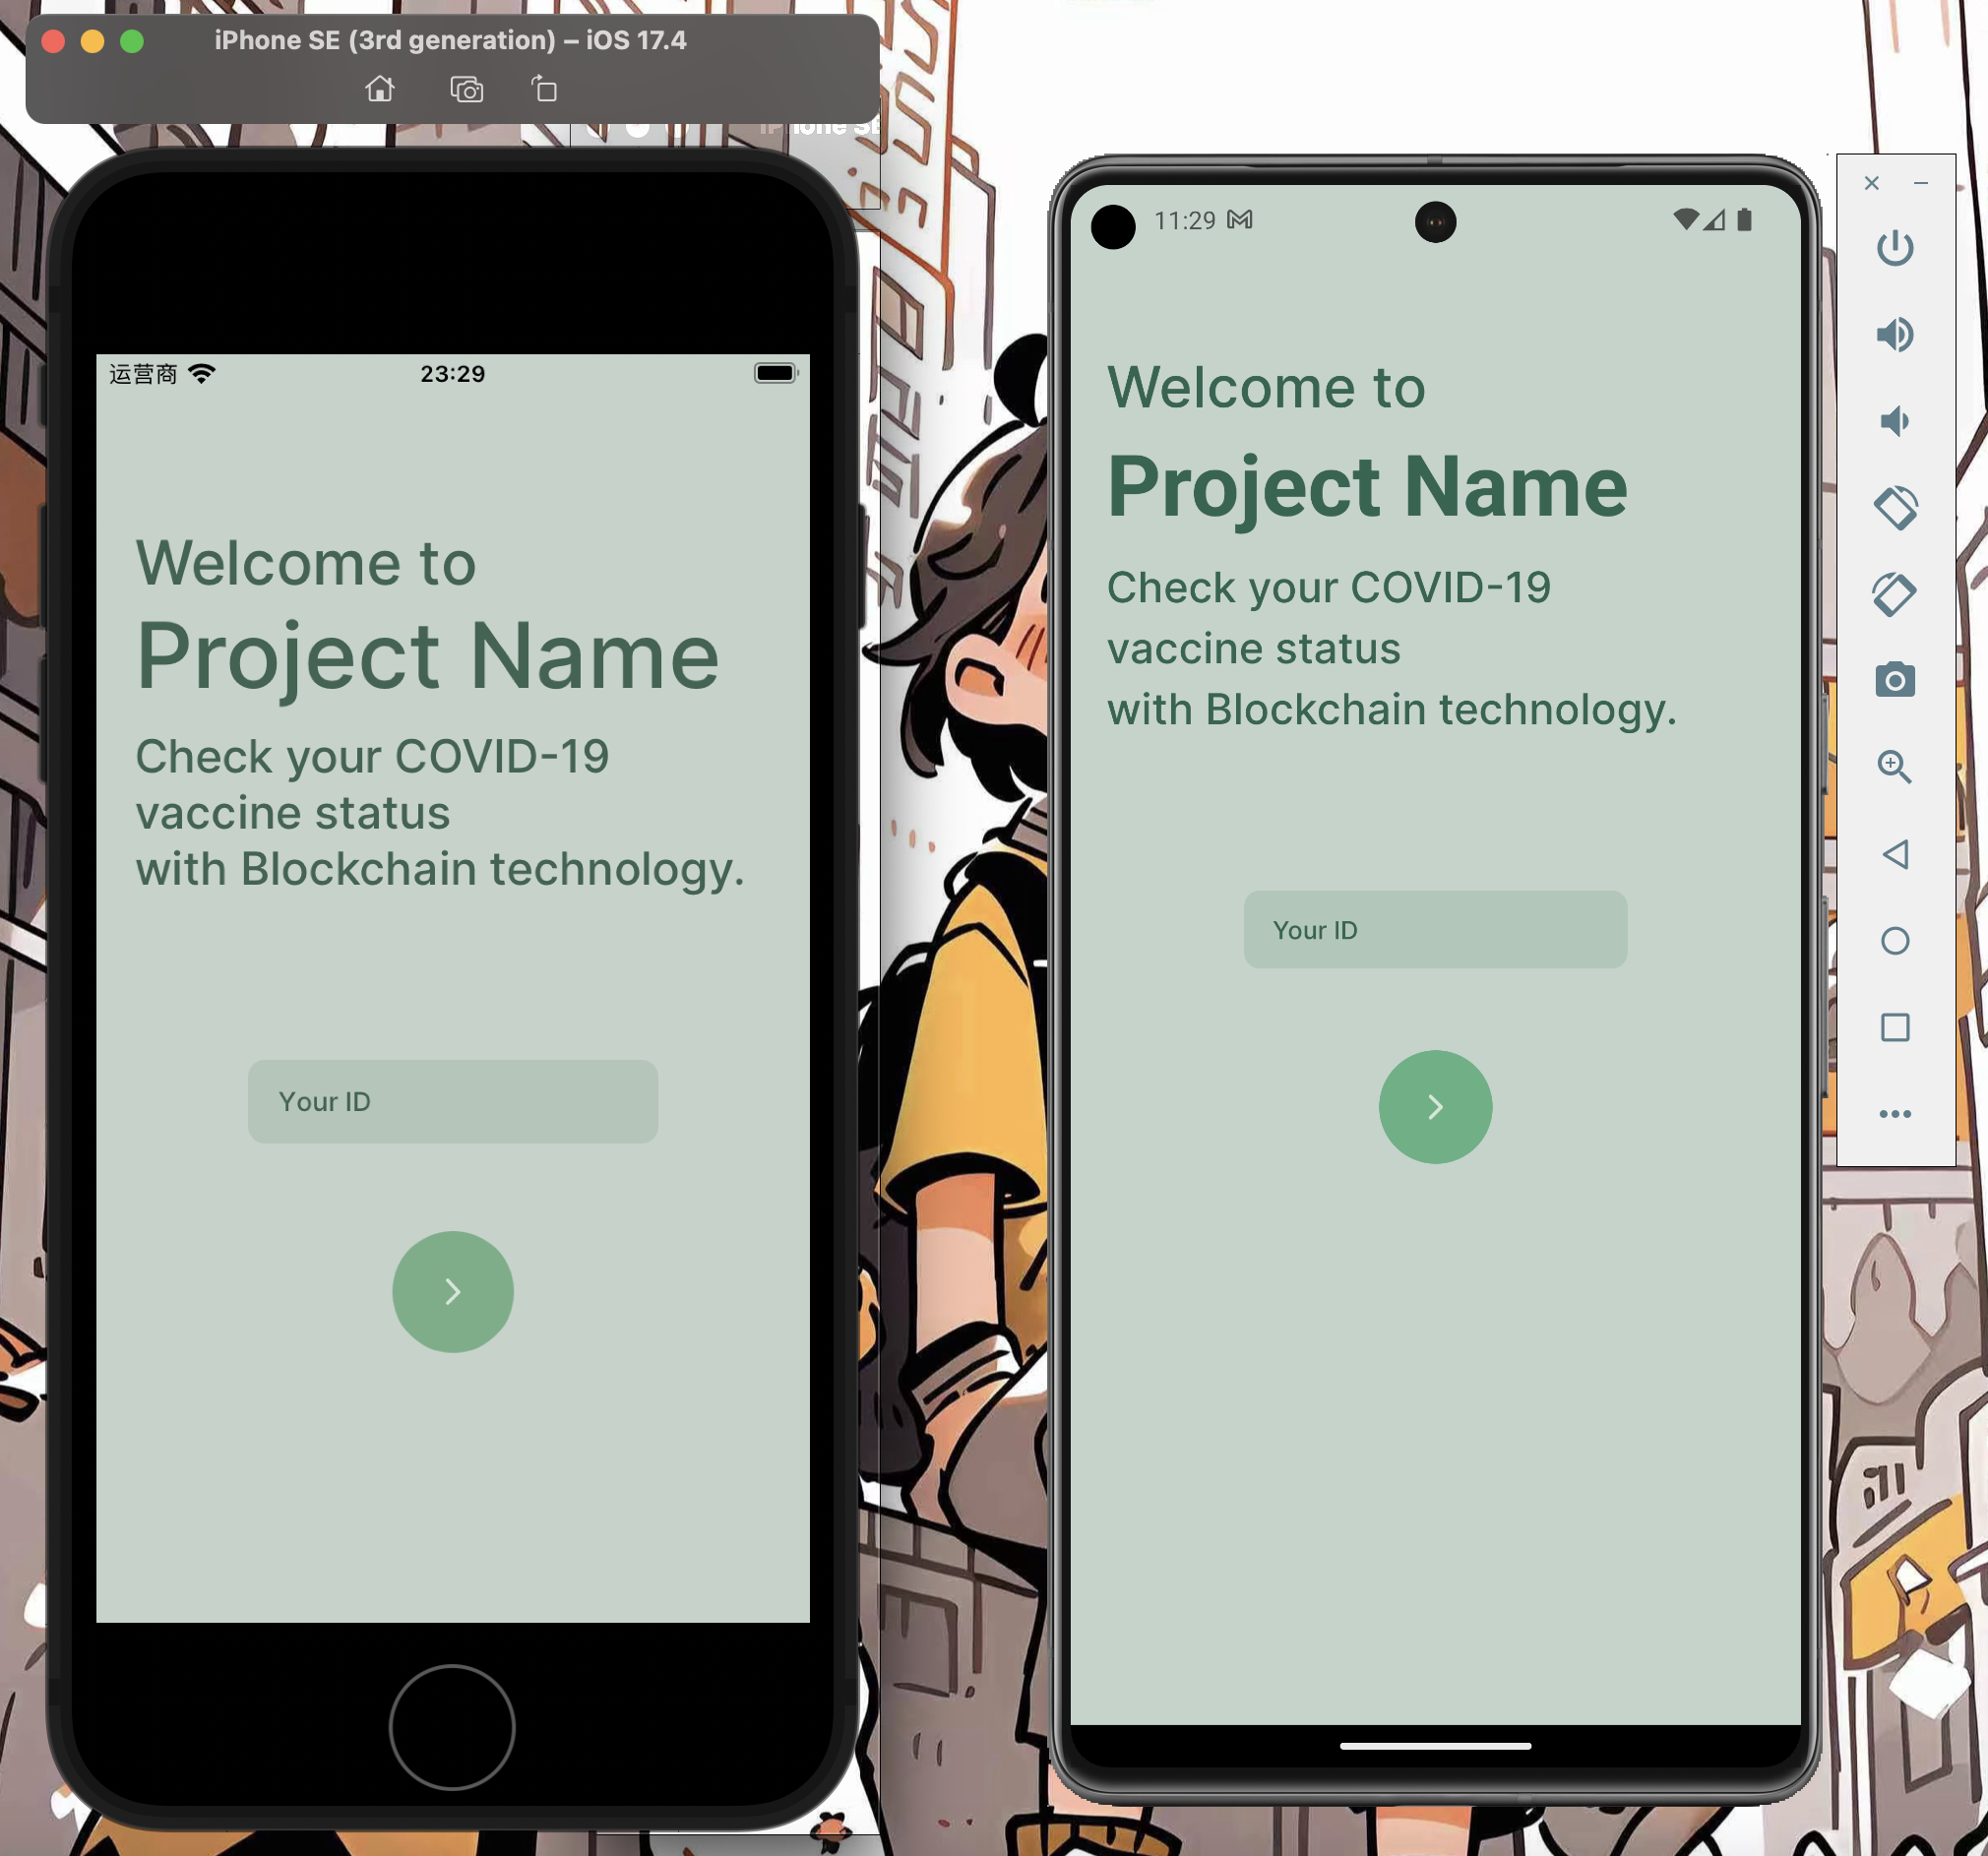 iPhone SE (3rd generation) – iOS 17.4
运营商
23:29
Welcome to
Project Name
Check your COVID-19
vaccine status
with Blockchain technology.
Your ID
11:29
Welcome to
Project Name
Check your COVID-19
vaccine status
with Blockchain technology.
Your ID